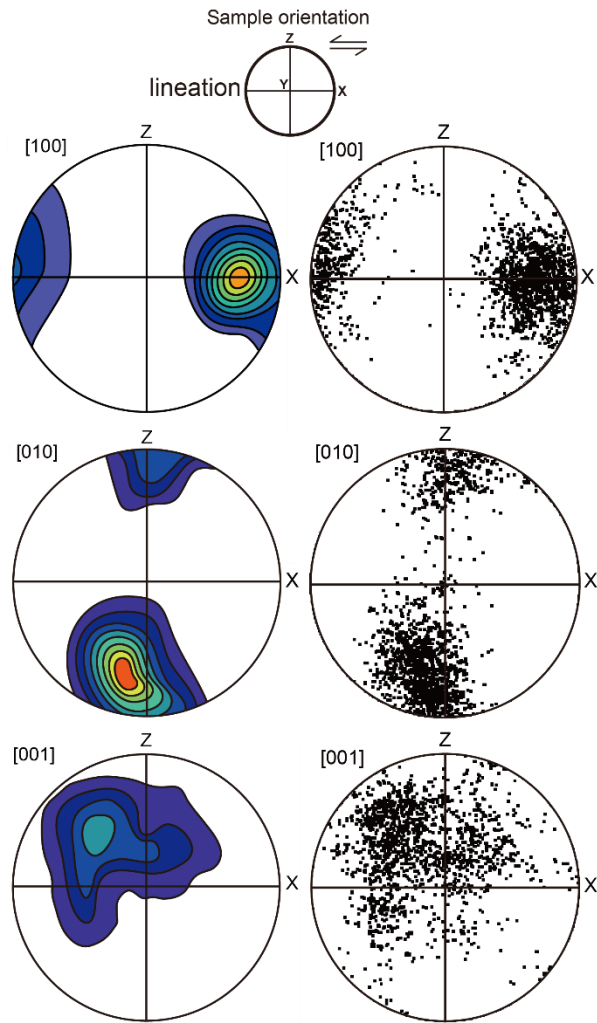 Sample orientation
Z
lineation
Y
X
[100]
Z
X
[100]
Z
X
[010]
Z
X
[010]
Z
X
[001]
Z
X
[001]
Z
X